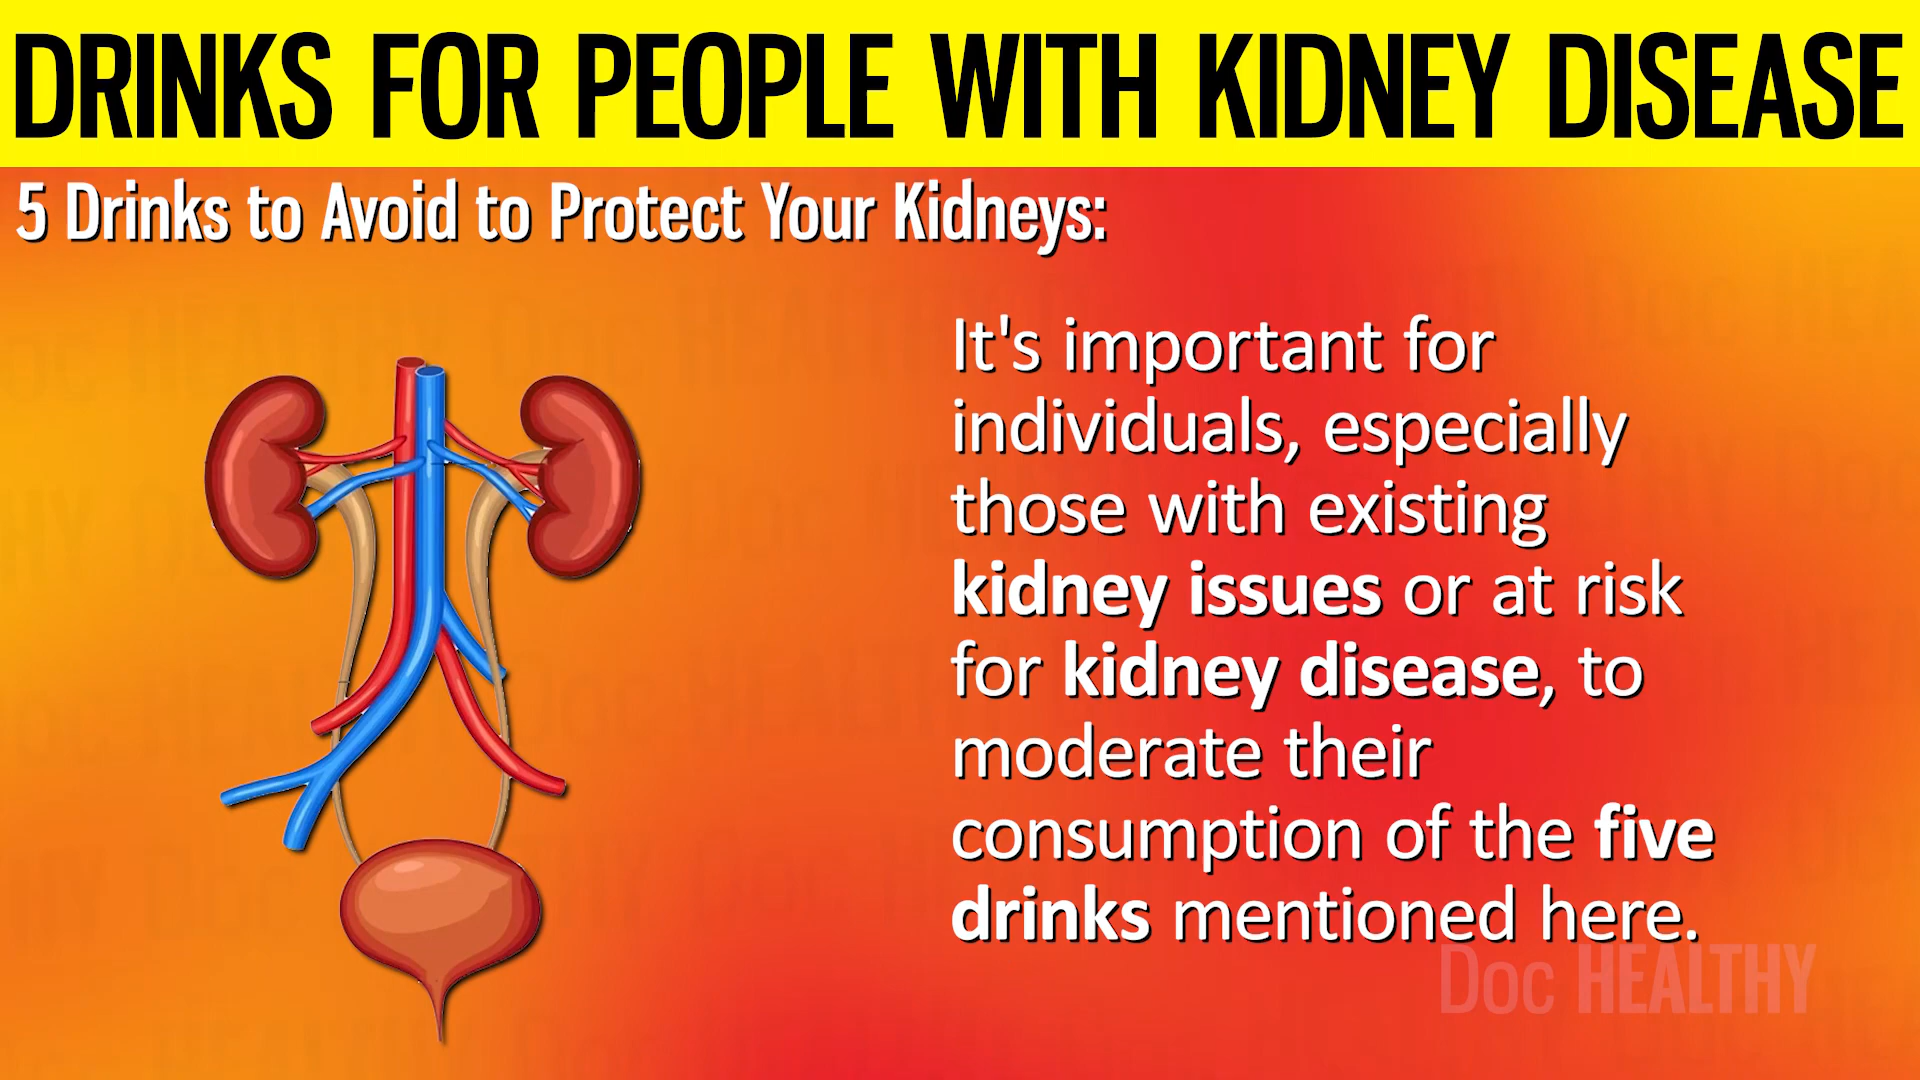 DRINKS FOR PEOPLE WITH KIDNEY DISEASE
5 Drinks to Avoid to Protect Your Kidneys:
It's important for
individuals, especially
those with existing
kidney issues or at risk
for kidney disease, to
moderate their
consumption of the five
drinks mentioned here.
Doc HEALTHY